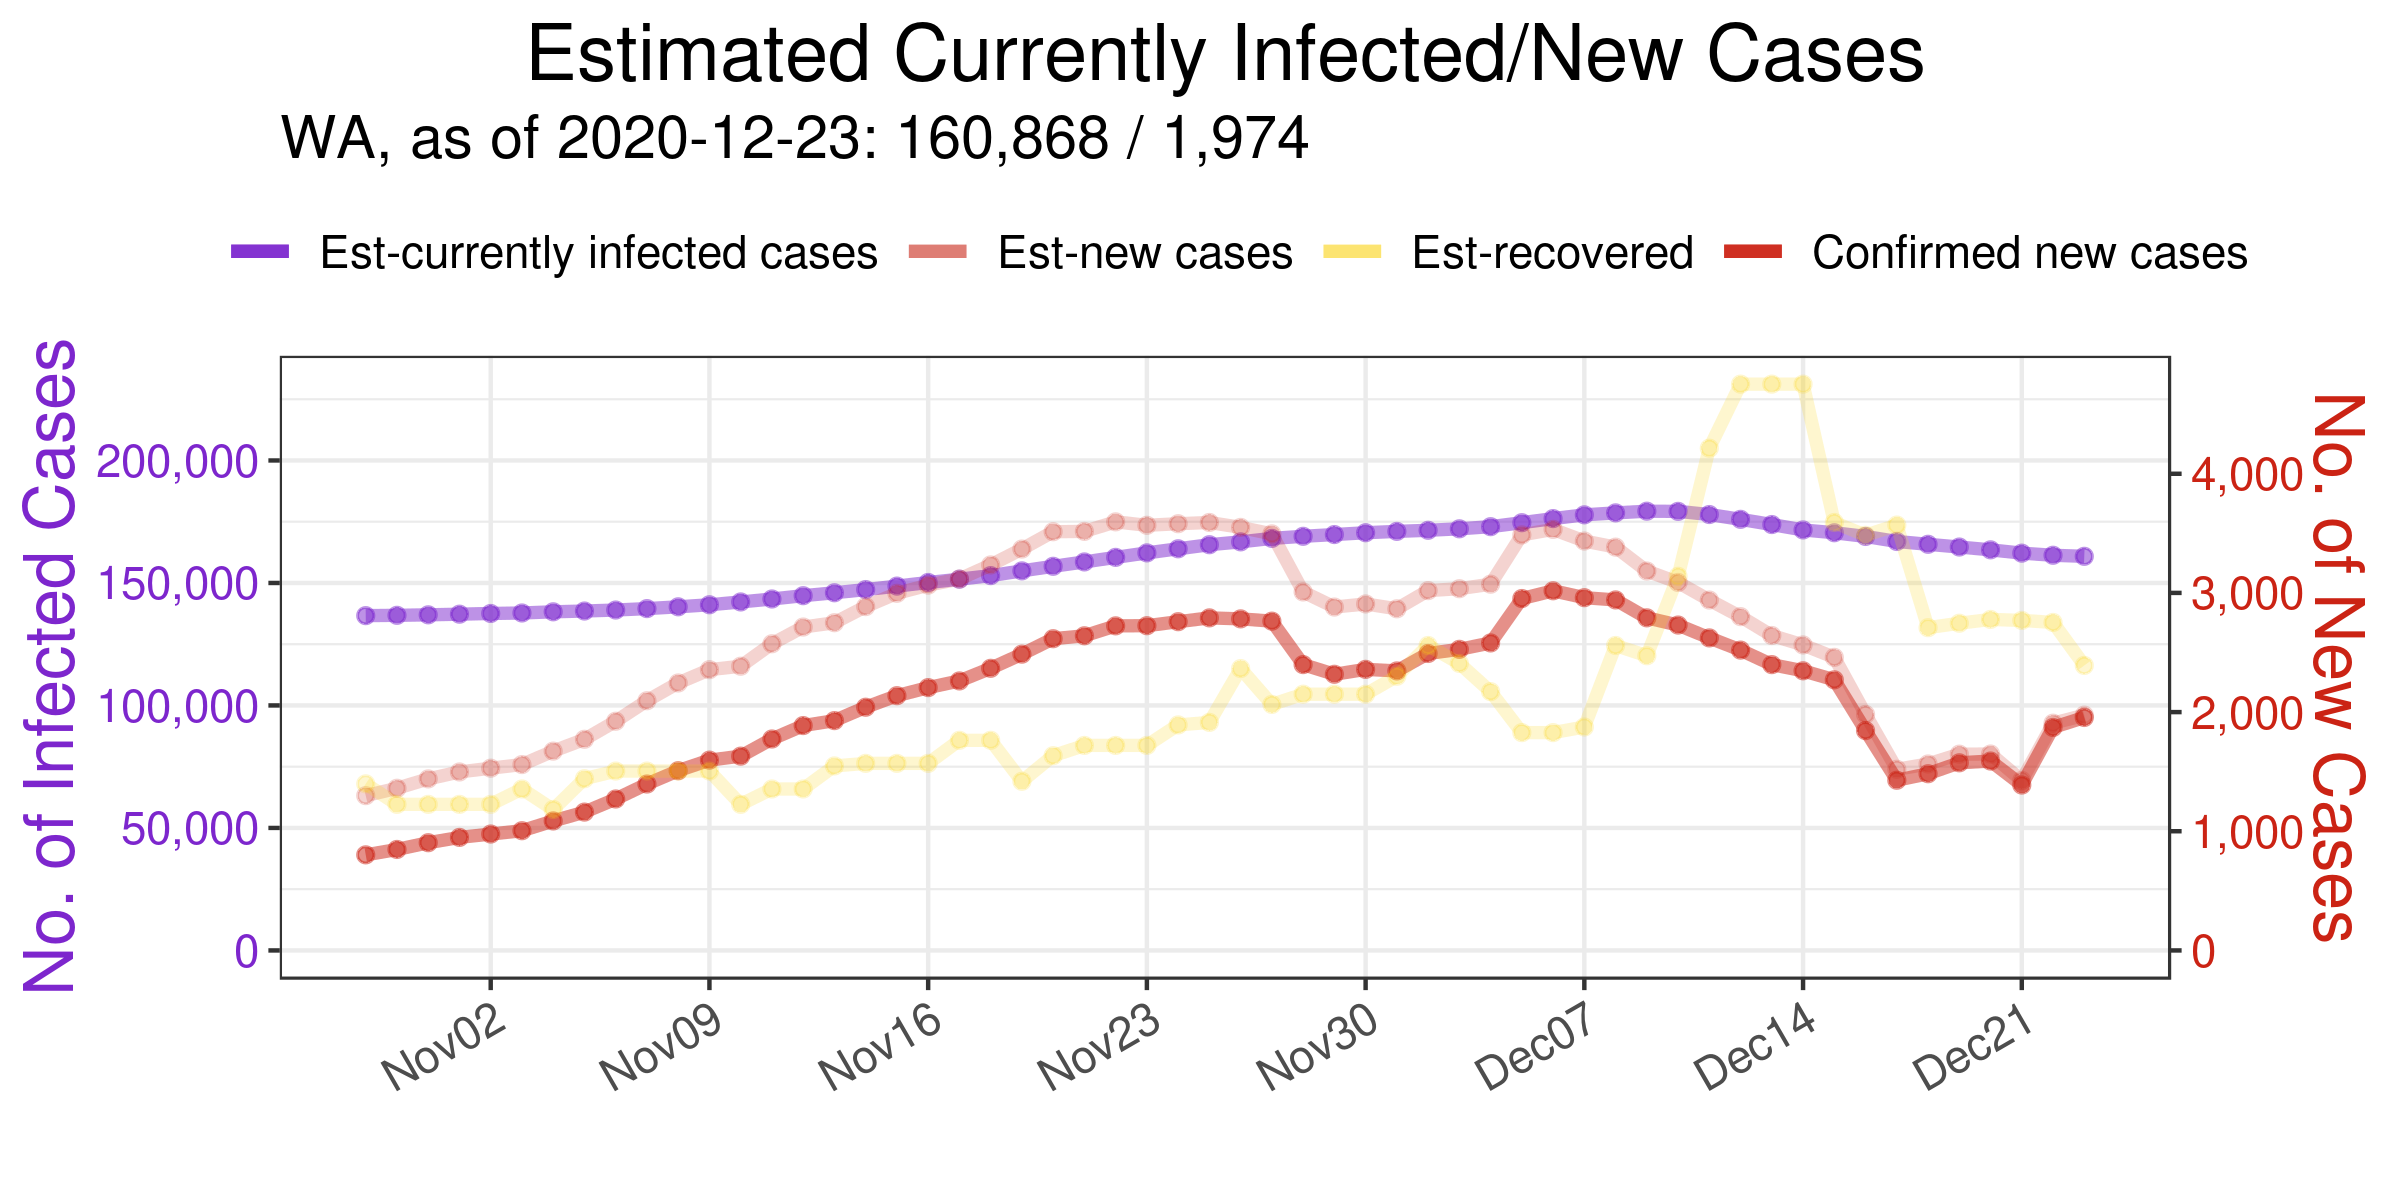 Estimated Currently Infected/New Cases
WA, as of 2020-12-23: 160,868 / 1,974
Est-currently infected cases Est-new cases Est-recovered Confirmed new cases
No. of Infected Cases
200,000
150,000
100,000
50,000
0
4,000
3,000
2,000
1,000
0
No. of New Cases
Nov02 Nov09 Nov16 Nov23 Nov30 Dec07 Dec14 Dec21